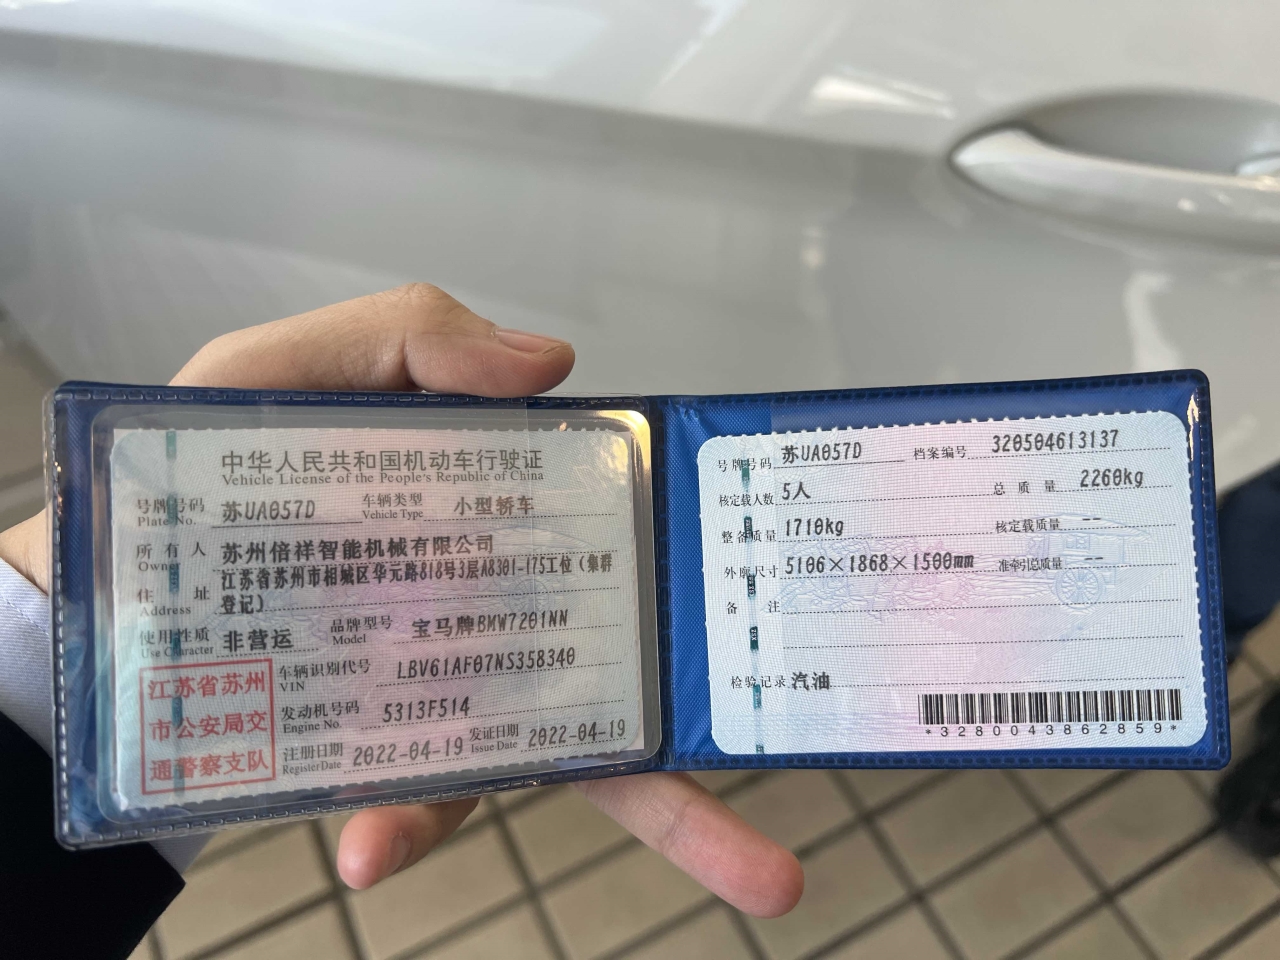 中华人民共和国机动车行驶证
Vehicle License of the People's Republic of China
号牌号码 苏UA057D 车辆类型 小型轿车
Plate No. Vehicle Type
所有人 苏州倍祥智能机械有限公司
Owner
住址 江苏省苏州市相城区华元路818号3层A8301-175工位（集群
Address 登记）
使用性质 非营运 品牌型号 宝马牌BMW7201NN
Use Character Model
江苏省苏州
市公安局交
通警察支队
车辆识别代号 LBV61AF07NS358340
VIN
发动机号码 5313F514
Engine No.
注册日期 2022-04-19 发证日期 2022-04-19
Register Date Issue Date
号牌号码 苏UA057D 档案编号 320504613137
核定载人数 5人 总质量 2260kg
整备质量 1710kg 核定载质量 --
外廓尺寸 5106×1868×1500mm 准牵引总质量 --
备注
检验记录 汽油
*3280043862859*